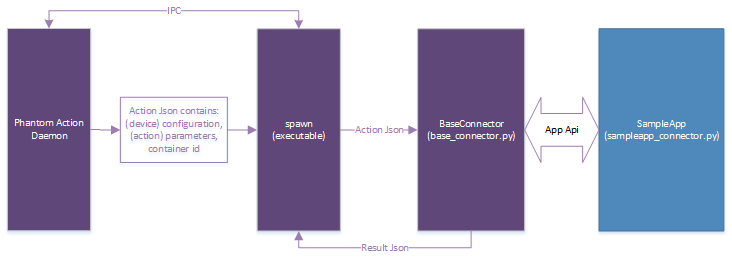 IPC
Phantom Action
Daemon
Action Json contains:
(device) configuration,
(action) parameters,
container id
spawn
(executable)
Action Json
BaseConnector
(base_connector.py)
App Api
SampleApp
(sampleapp_connector.py)
Result Json